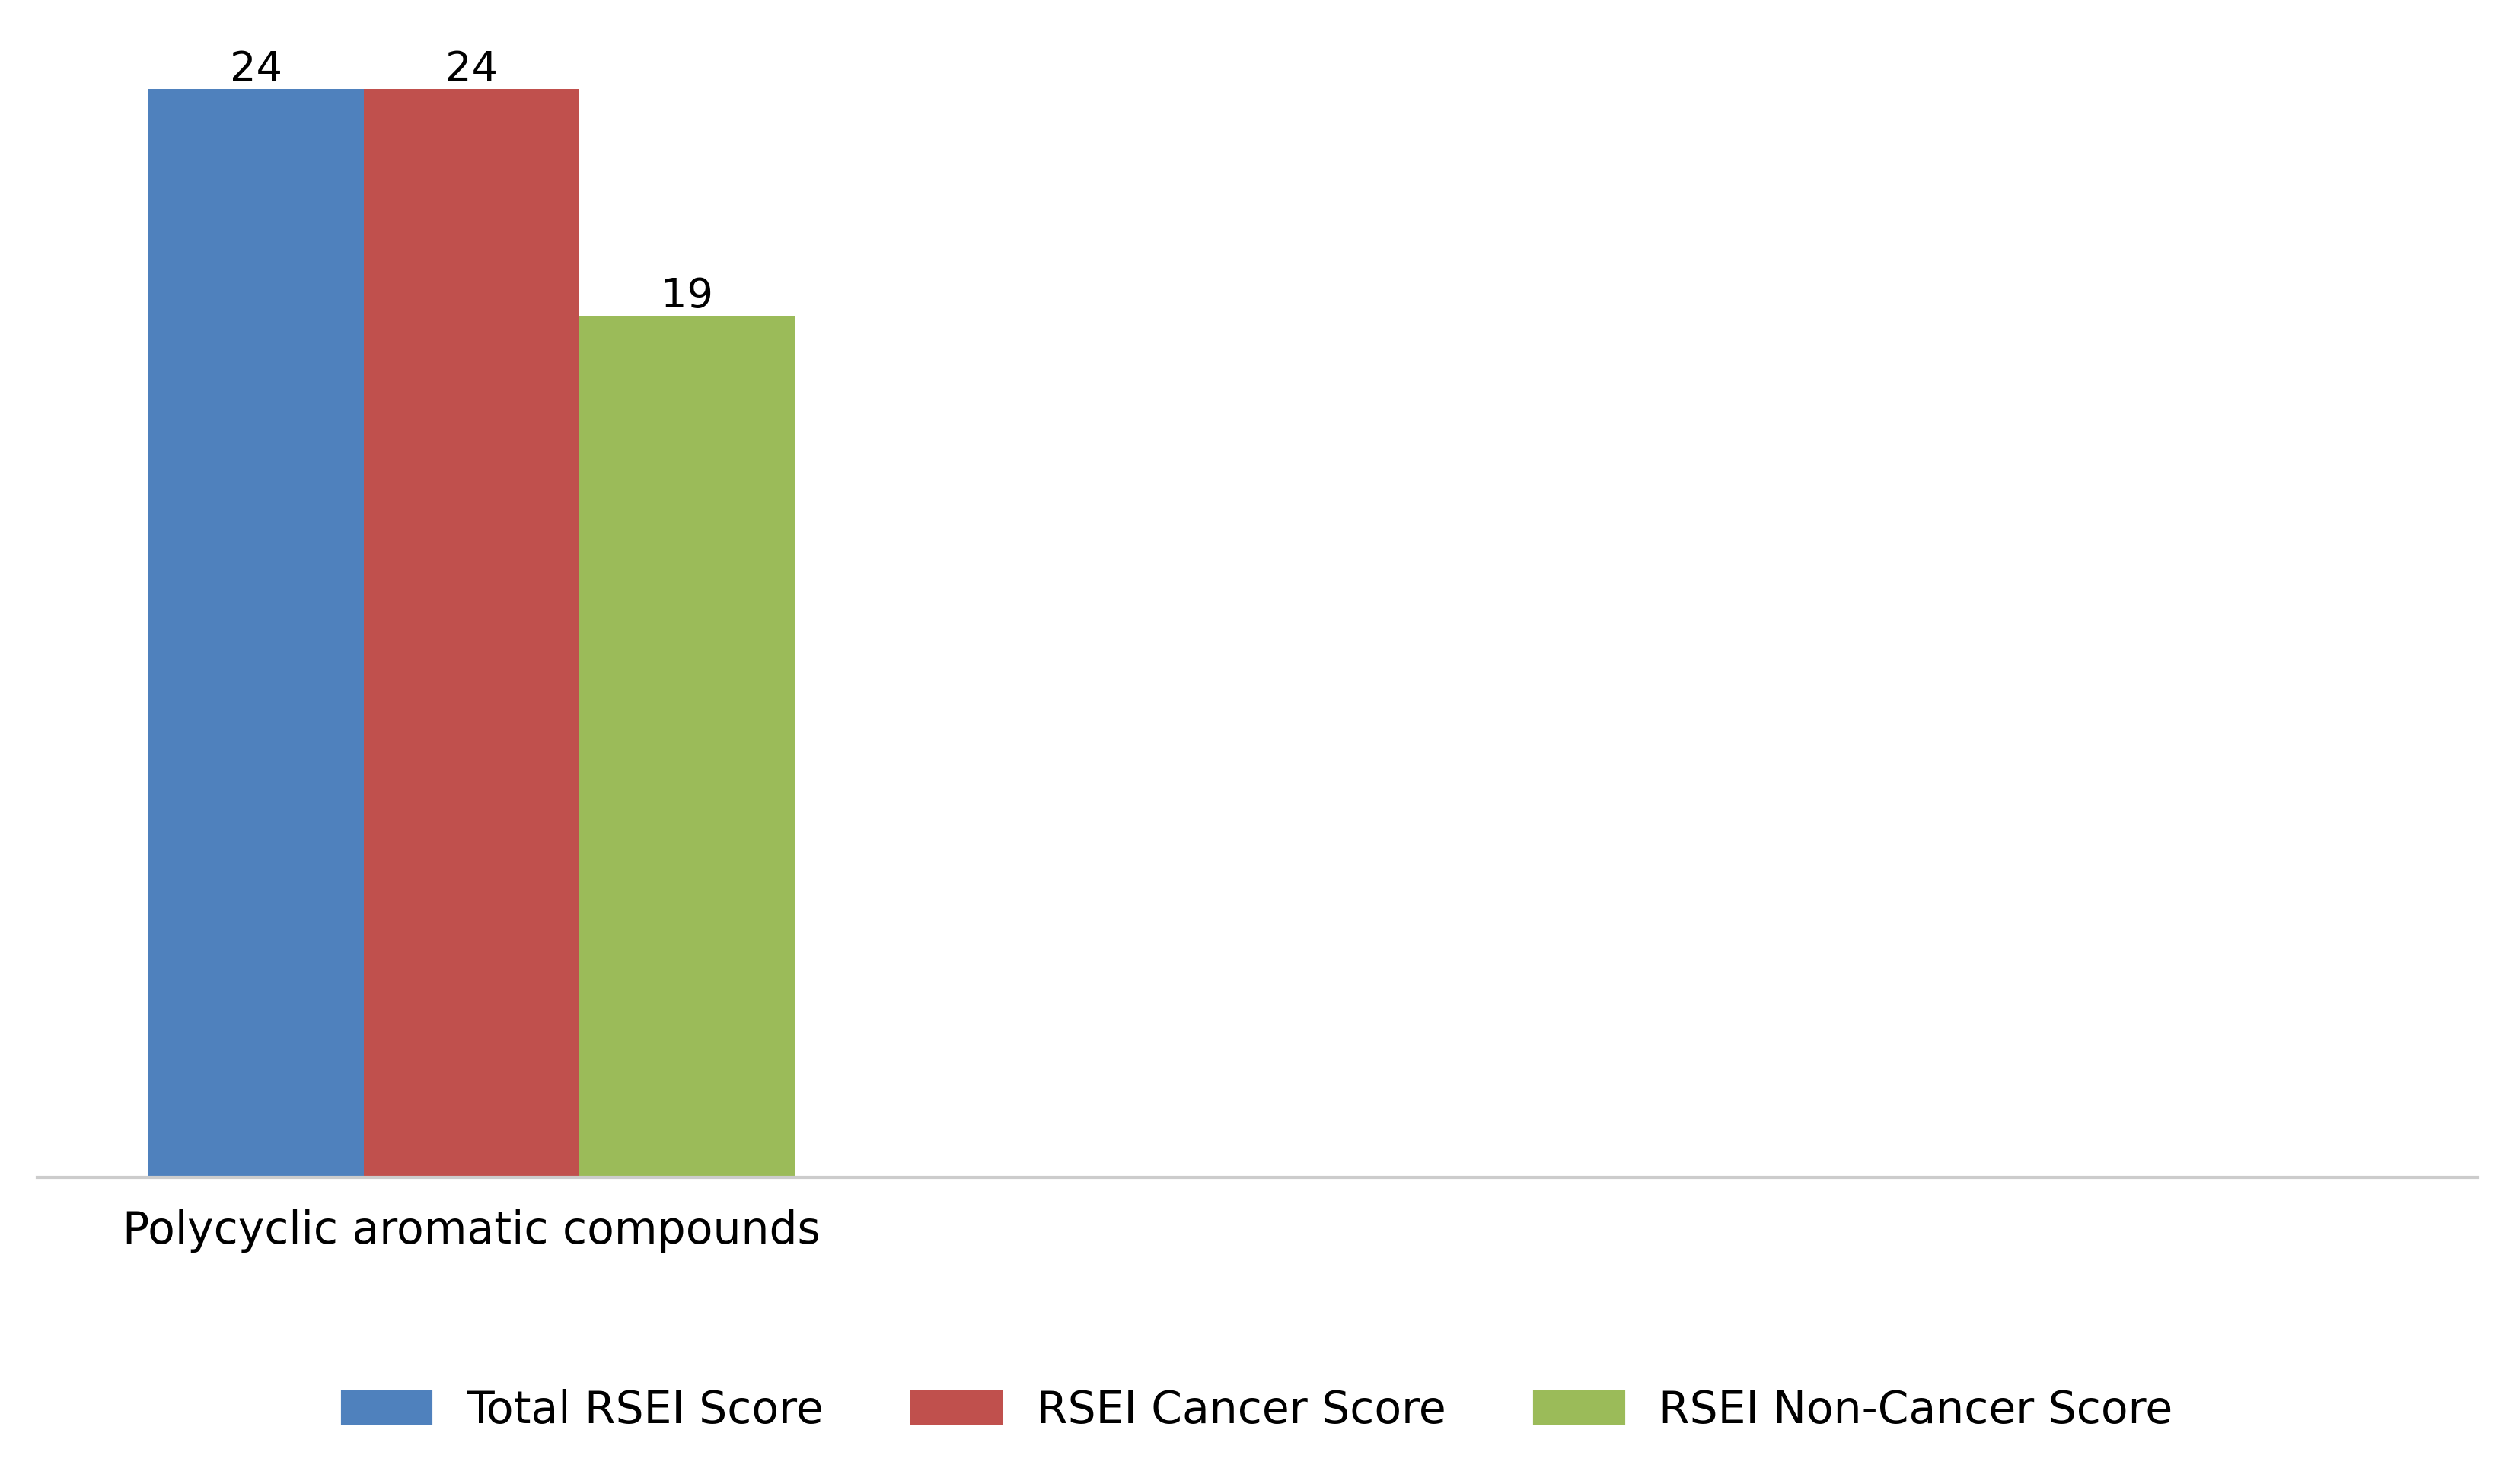 24 24
19
Polycyclic aromatic compounds
Total RSEI Score RSEI Cancer Score RSEI Non-Cancer Score